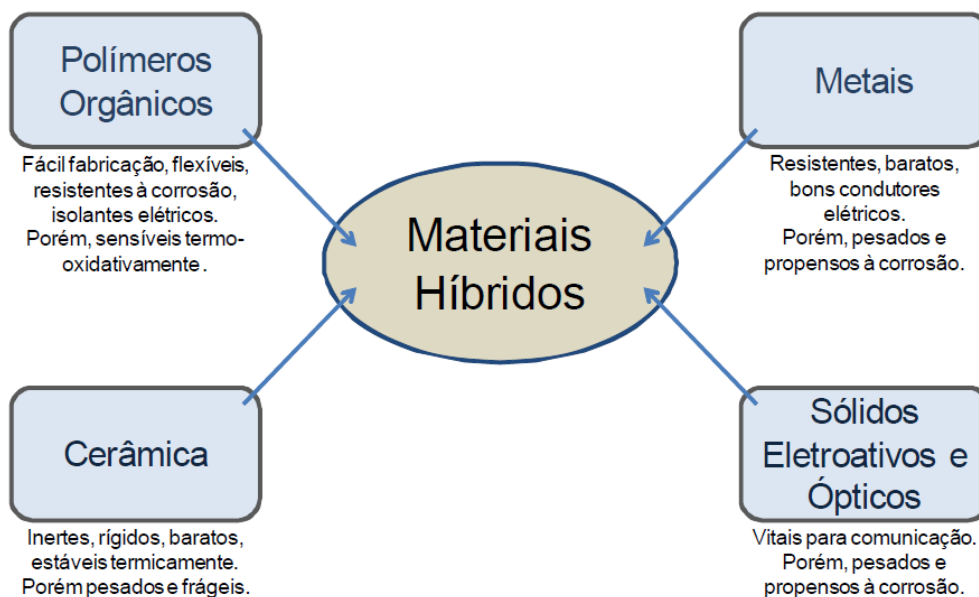 Polímeros
Orgânicos
Fácil fabricação, flexíveis,
resistentes à corrosão,
isolantes elétricos.
Porém, sensíveis termo-
oxidativamente.
Metais
Resistentes, baratos,
bons condutores
elétricos.
Porém, pesados e
propensos à corrosão.
Materiais
Híbridos
Cerâmica
Inertes, rígidos, baratos,
estáveis termicamente.
Porém pesados e frágeis.
Sólidos
Eletroativos e
Ópticos
Vitais para comunicação.
Porém, pesados e
propensos à corrosão.